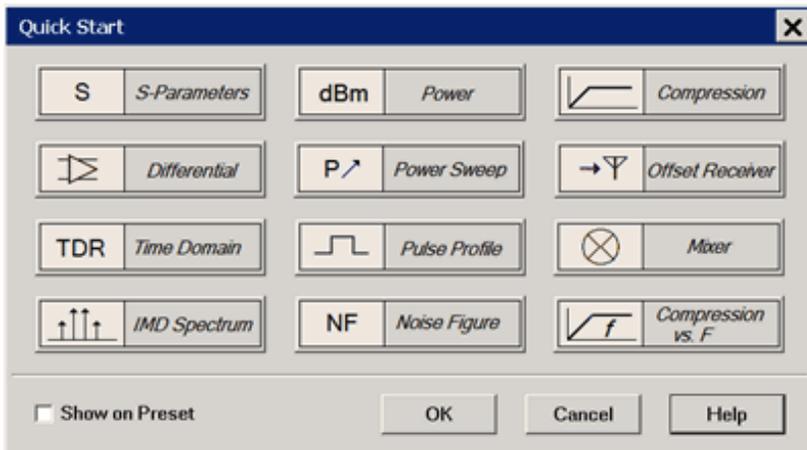 Quick Start
S S-Parameters
dBm Power
Compression
Differential
P Power Sweep
Offset Receiver
TDR Time Domain
Pulse Profile
Mixer
IMD Spectrum
NF Noise Figure
f Compression
vs. F
Show on Preset
OK
Cancel
Help